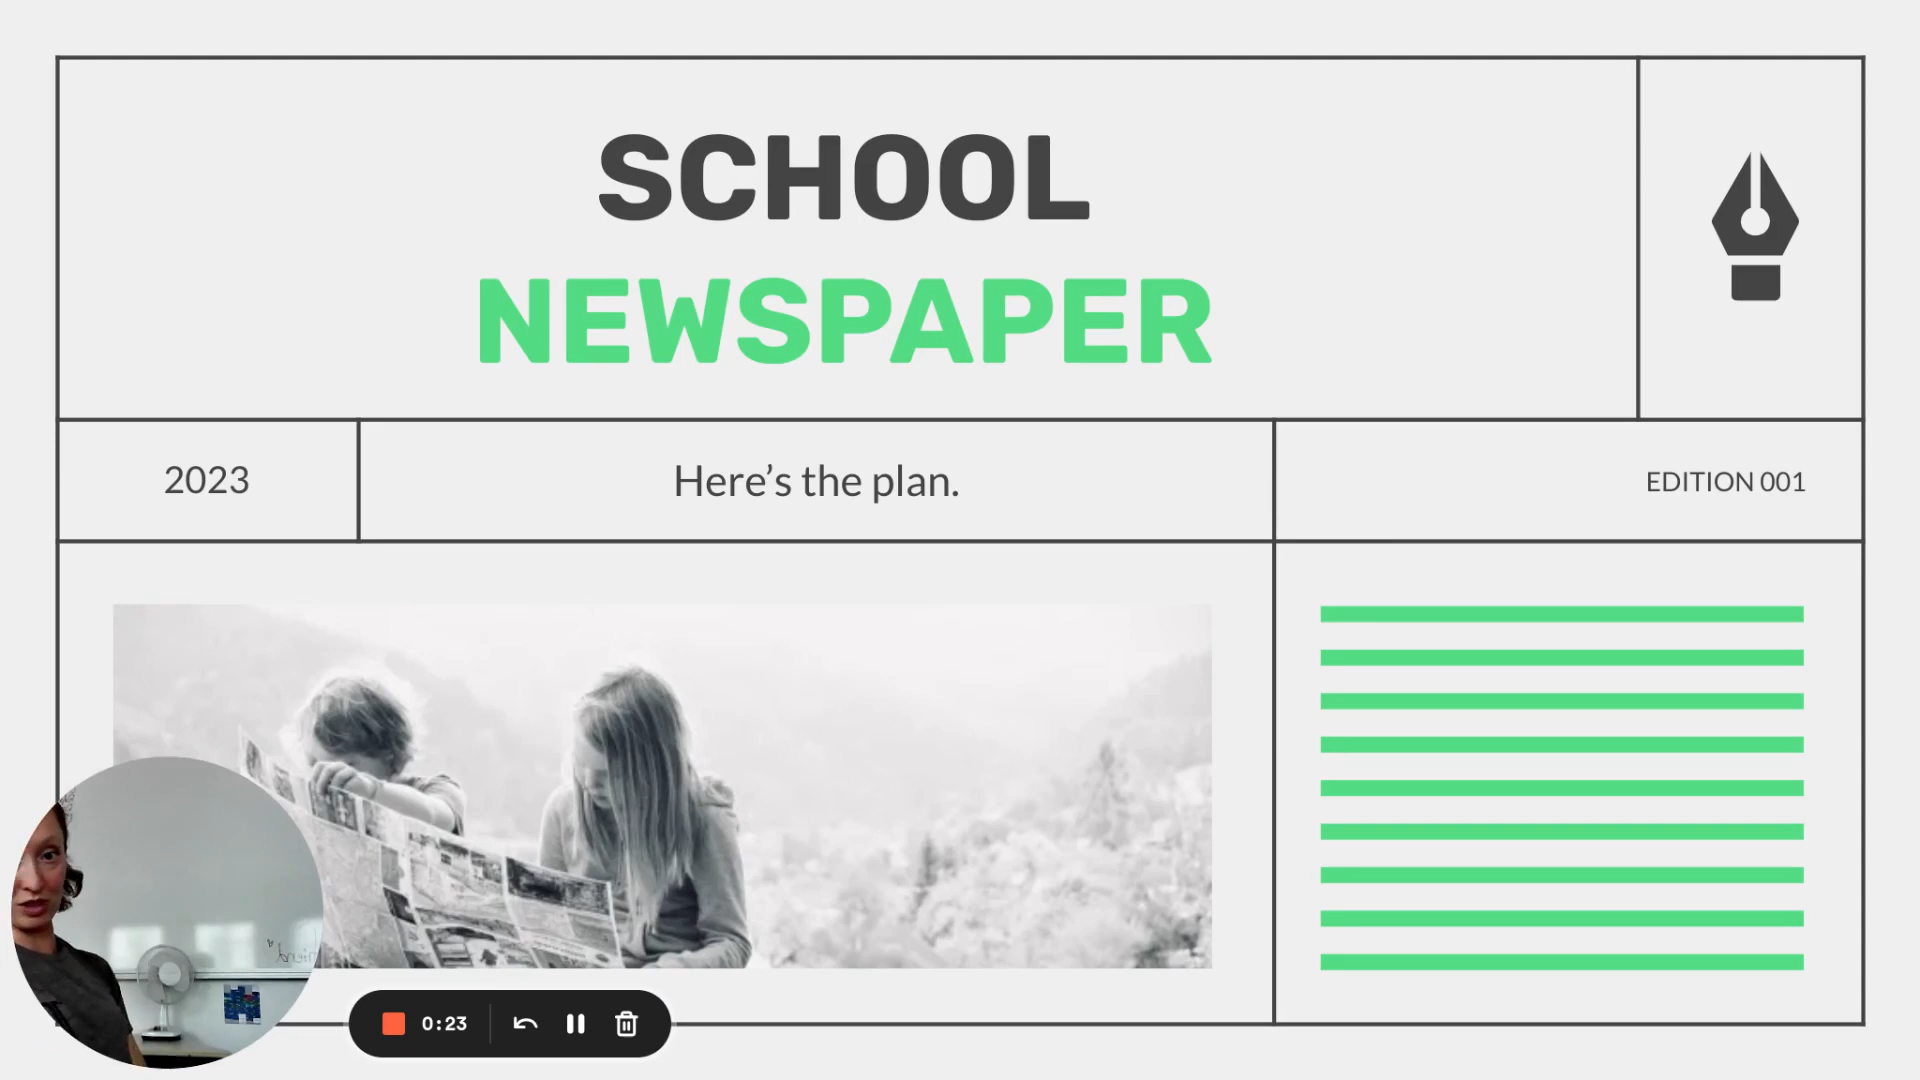 SCHOOL
NEWSPAPER
2023
Here’s the plan.
EDITION 001
0:23